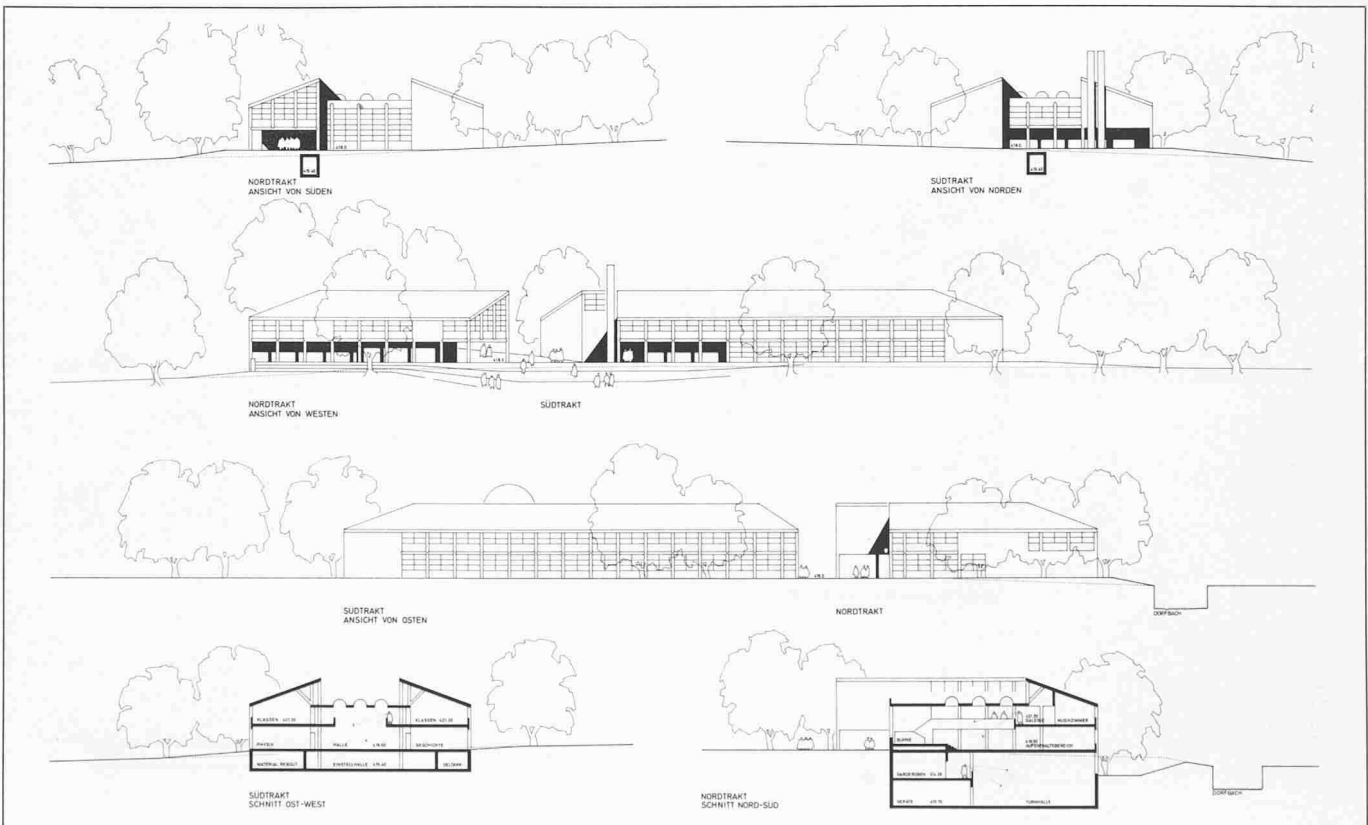 NORDTRAKT
ANSICHT VON SÜDEN
SÜDTRAKT
ANSICHT VON NORDEN
NORDTRAKT
ANSICHT VON WESTEN
SÜDTRAKT
SÜDTRAKT
ANSICHT VON OSTEN
NORDTRAKT
DORFBACH
KLASSEN
KLASSEN
PHYSIK
HALLE
GESCHICHTE
EINSTELLHALLE
SÜDTRAKT
SCHNITT OST-WEST
GALERIE MUSIKZIMMER
BÜHNE
AUFENTHALTSBEREICH
GARDEROBEN
GERÄTE
TURNHALLE
NORDTRAKT
SCHNITT NORD-SÜD
DORFBACH